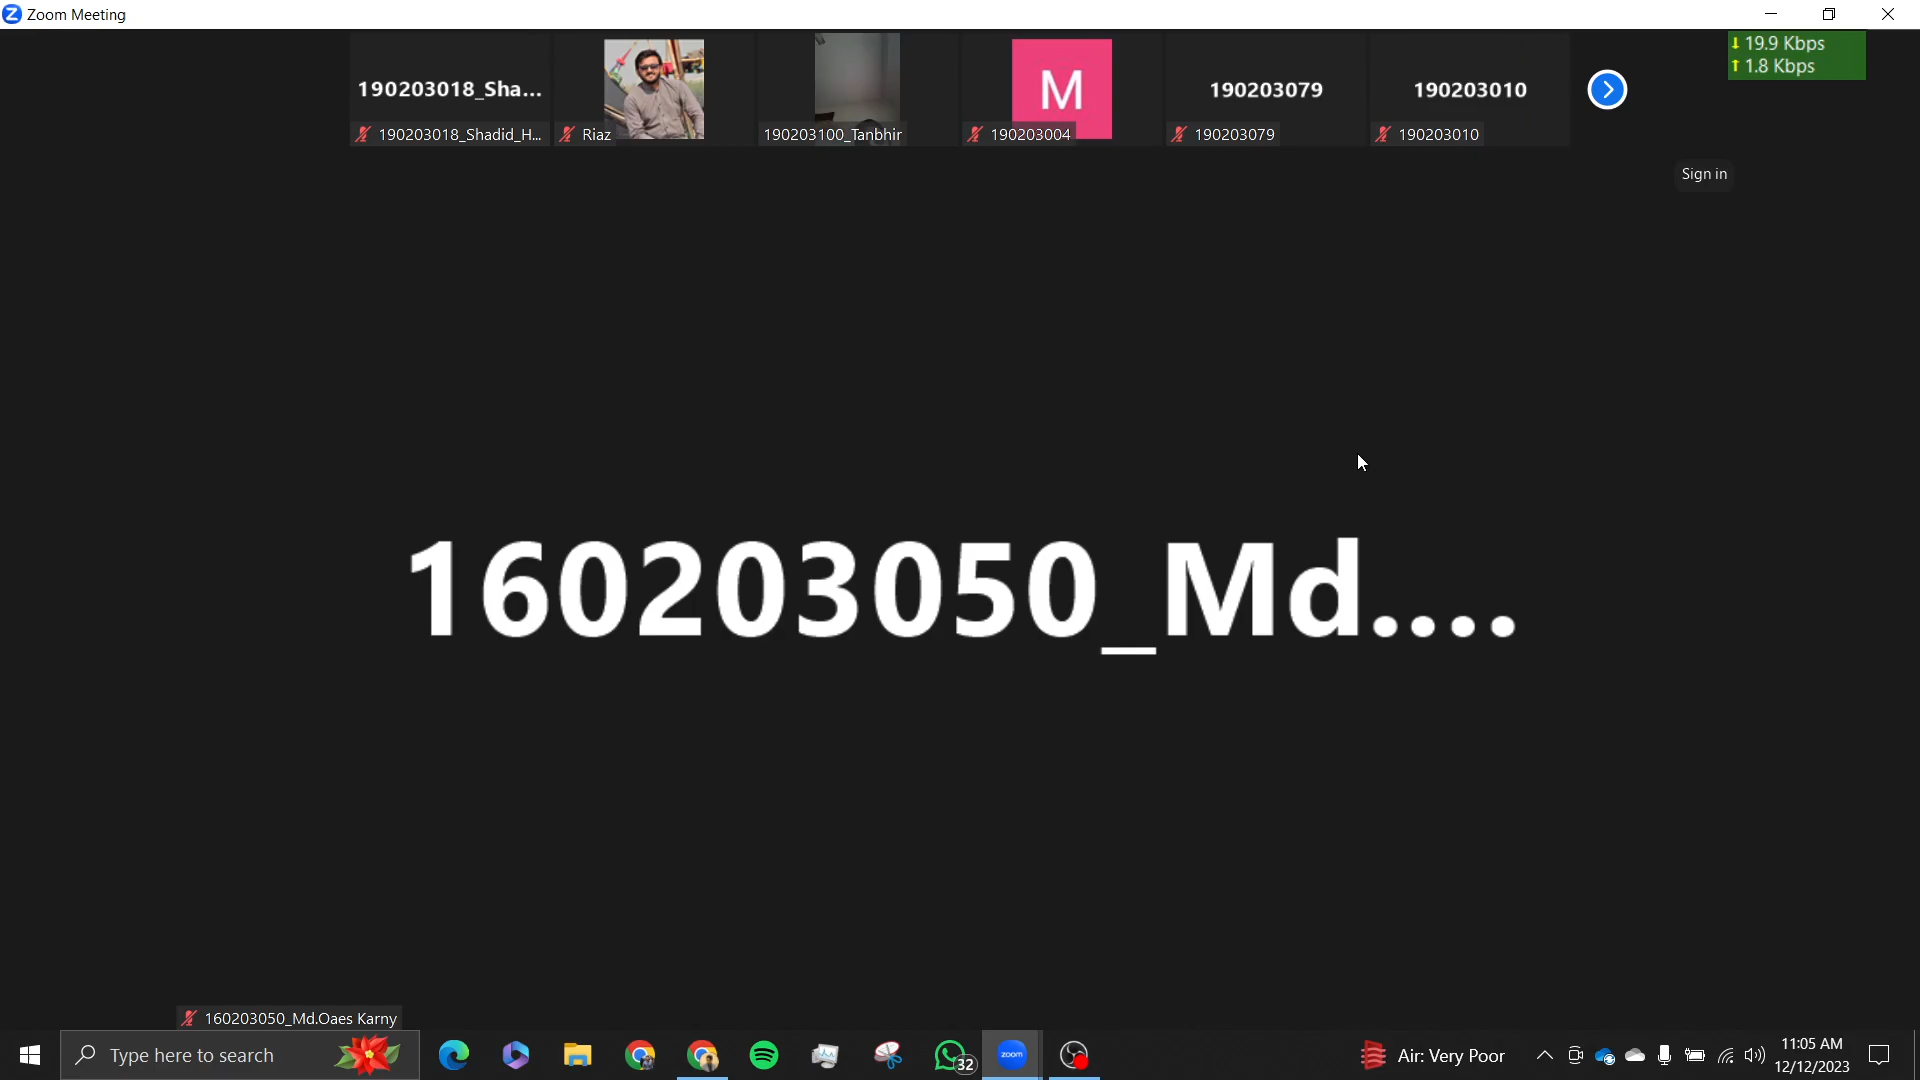 Zoom Meeting
190203018_Sha...
190203018_Shadid_H...
Riaz
190203100_Tanbhir
M
190203004
190203079
190203079
190203010
190203010
19.9 Kbps
1.8 Kbps
Sign in
160203050_Md....
160203050_Md.Oaes Karny
Type here to search
32
zoom
Air: Very Poor
11:05 AM
12/12/2023